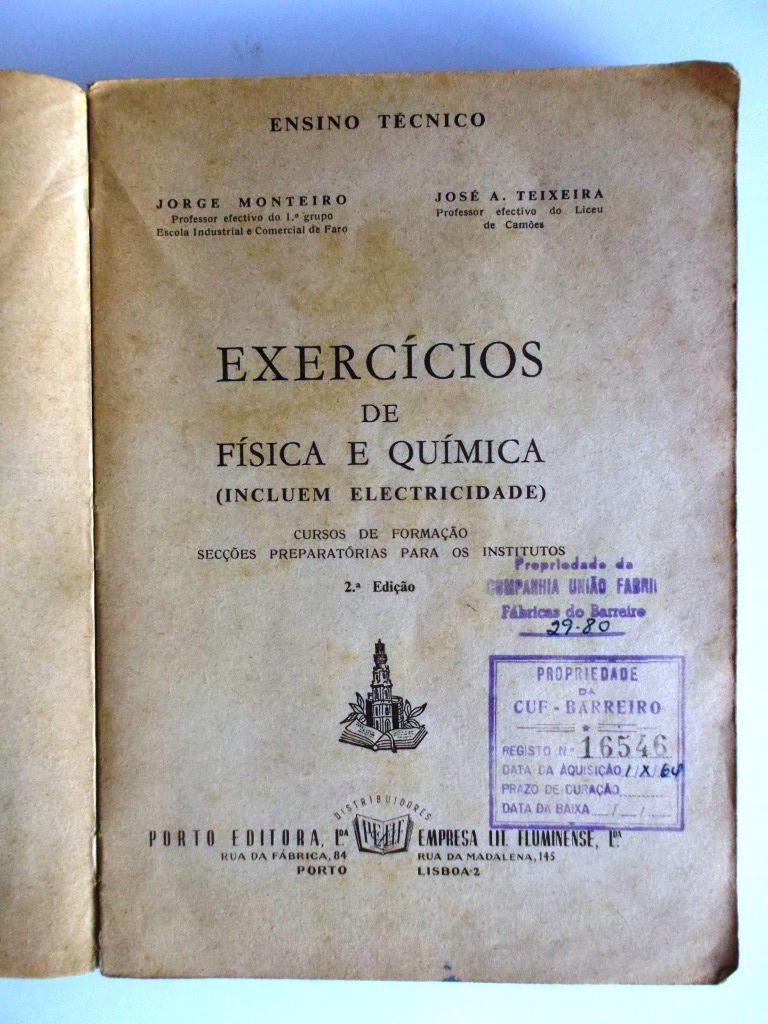 ENSINO TÉCNICO
JORGE MONTEIRO
Professor efectivo do 1.º grupo
Escola Industrial e Comercial de Faro
JOSÉ A. TEIXEIRA
Professor efectivo do Liceu
de Camões
EXERCÍCIOS
DE
FÍSICA E QUÍMICA
(INCLUEM ELECTRICIDADE)
CURSOS DE FORMAÇÃO
SECÇÕES PREPARATÓRIAS PARA OS INSTITUTOS
2.ª Edição
Propriedade da
COMPANHIA UNIÃO FABRIL
Fábricas do Barreiro
29-80
PROPRIEDADE
DA
CUF - BARREIRO
REGISTO N.º 16546
DATA DA AQUISIÇÃO 1/X/64
PRAZO DE DURAÇÃO
DATA DA BAIXA / /
DISTRIBUIDORES
PORTO EDITORA, L.DA
RUA DA FÁBRICA, 84
PORTO
EMPRESA LIT. FLUMINENSE, L.DA
RUA DA MADALENA, 145
LISBOA-2